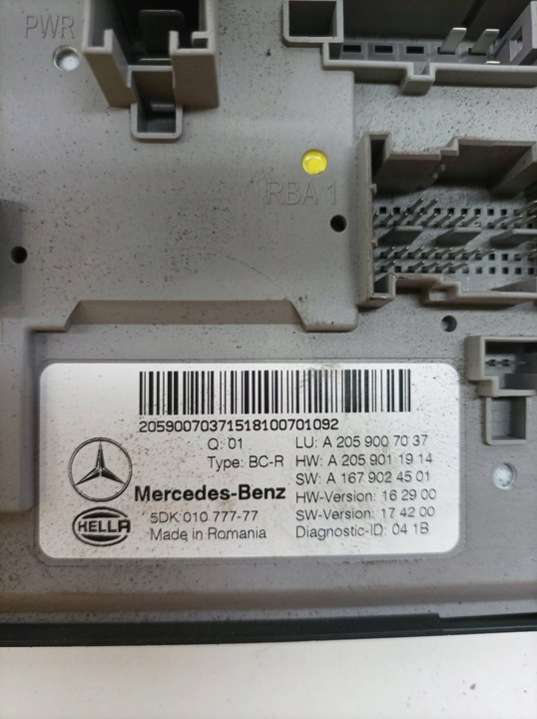 PWR
RBA 1
205900703715181007010​92
Q: 01
Type: BC-R
Mercedes-Benz
HELLA
5DK 010 777-77
Made in Romania
LU: A 205 900 70 37
HW: A 205 901 19 14
SW: A 167 902 45 01
HW-Version: 16 29 00
SW-Version: 17 42 00
Diagnostic-ID: 04 1B